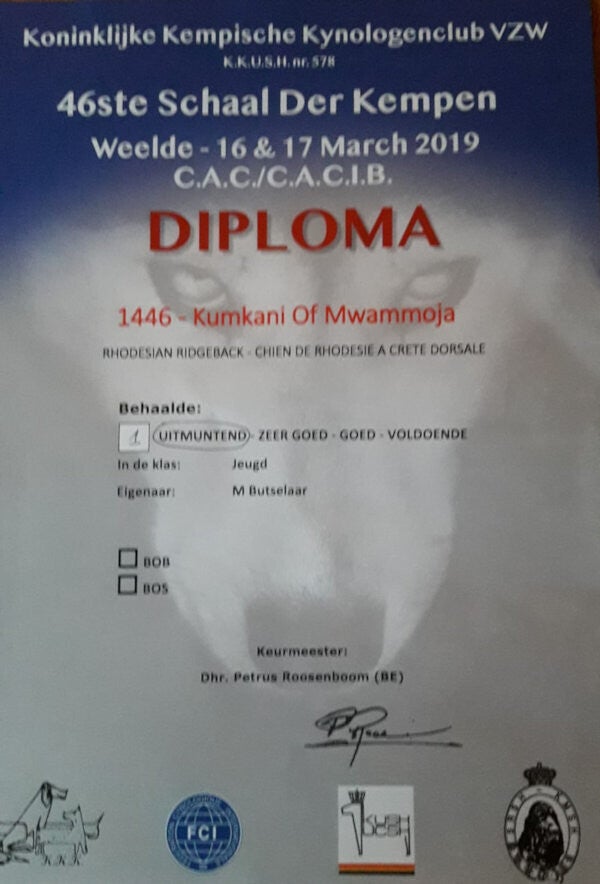 Koninklijke Kempische Kynologenclub VZW
K.K.U.S.H. nr. 578
46ste Schaal Der Kempen
Weelde - 16 & 17 March 2019
C.A.C./C.A.C.I.B.
DIPLOMA
1446 - Kumkani Of Mwammoja
RHODESIAN RIDGEBACK - CHIEN DE RHODESIE A CRETE DORSALE
Behaalde:
1 UITMUNTEND - ZEER GOED - GOED - VOLDOENDE
In de klas: Jeugd
Eigenaar: M Butselaar
BOB
BOS
Keurmeester:
Dhr. Petrus Roosenboom (BE)
K.K.K.
FCI